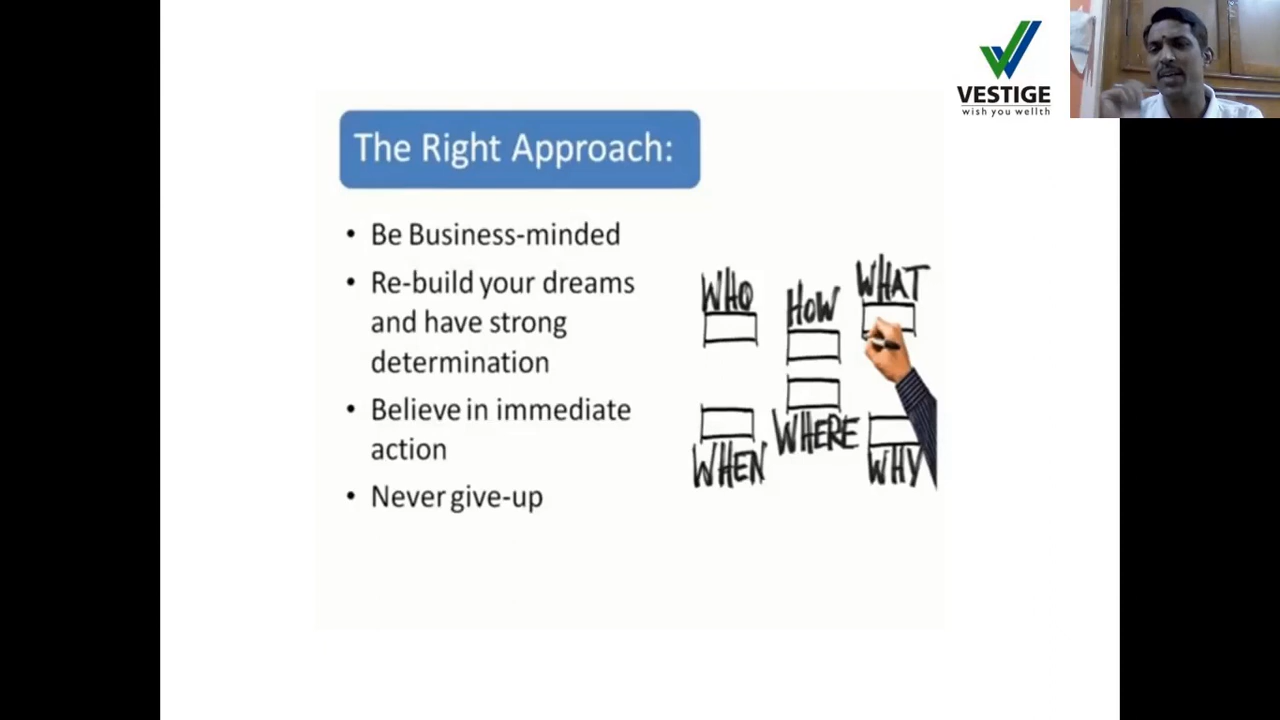 VESTIGE
wish you wellth
The Right Approach:
• Be Business-minded
• Re-build your dreams
and have strong
determination
• Believe in immediate
action
• Never give-up
WHO
HOW
WHAT
WHEN
WHERE
WHY